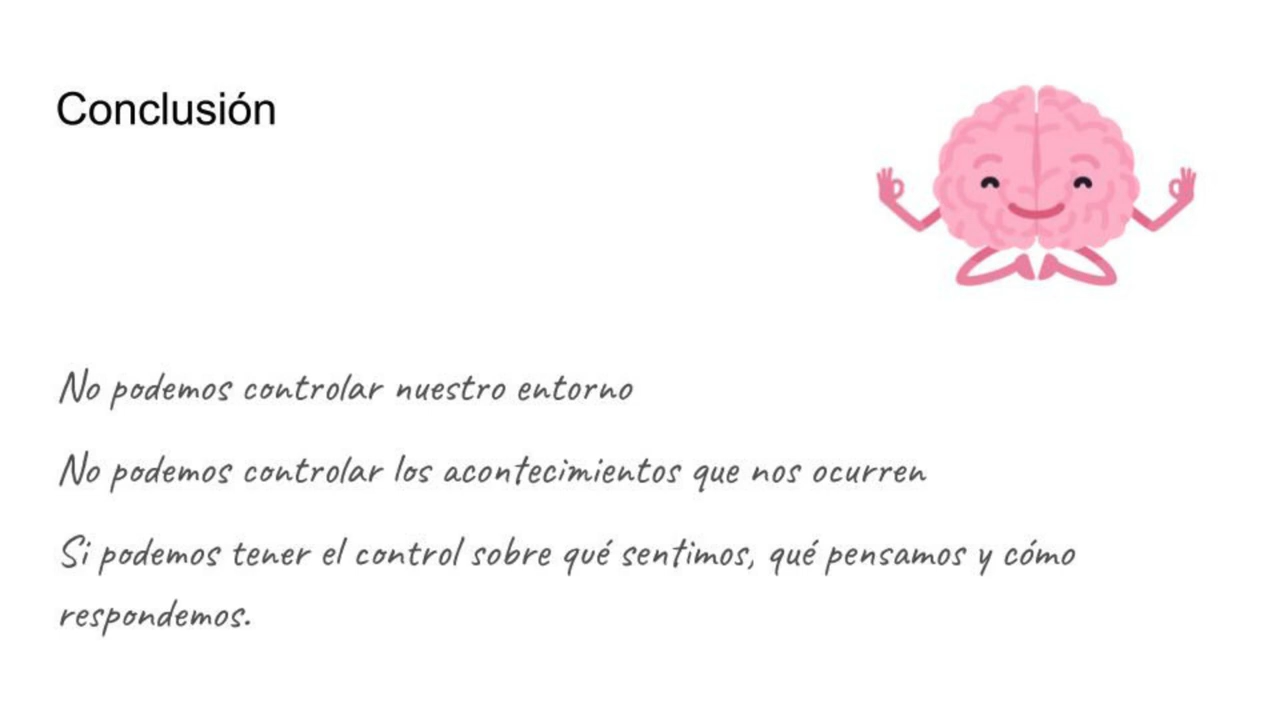 Conclusión
No podemos controlar nuestro entorno
No podemos controlar los acontecimientos que nos ocurren
Si podemos tener el control sobre qué sentimos, qué pensamos y cómo
respondemos.